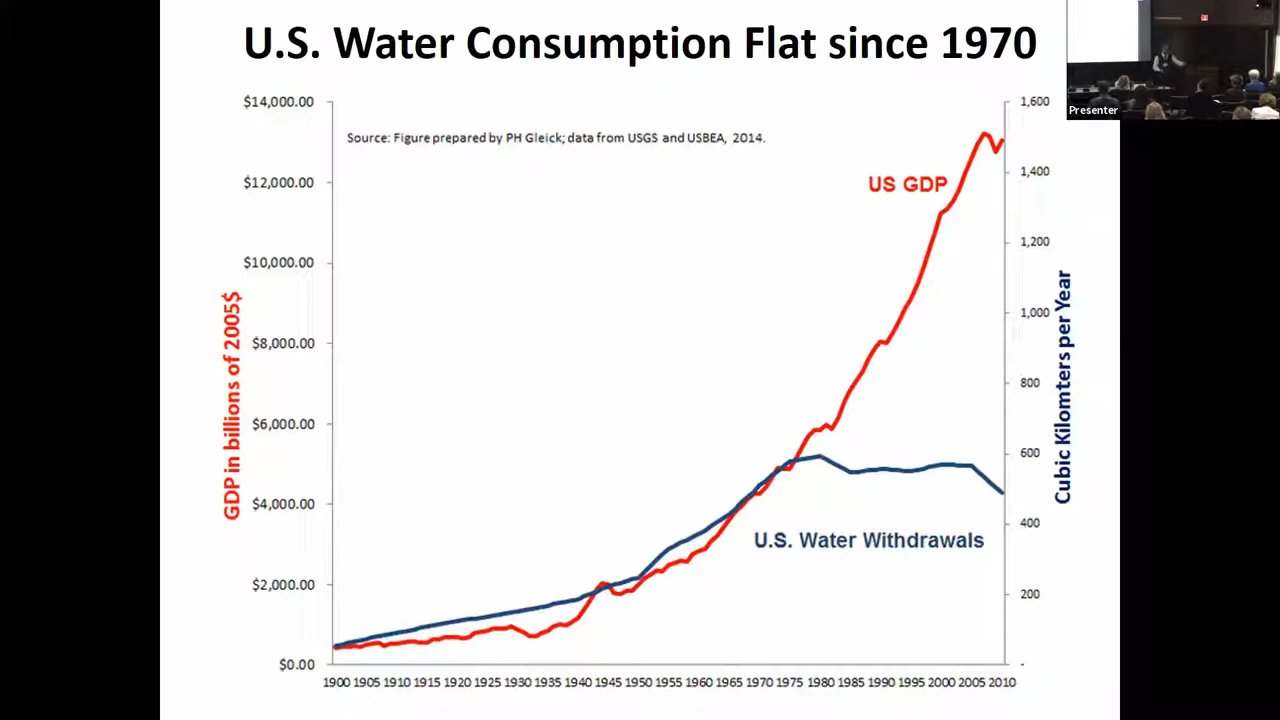 U.S. Water Consumption Flat since 1970
Presenter
Source: Figure prepared by PH Gleick; data from USGS and USBEA, 2014.
US GDP
U.S. Water Withdrawals
GDP in billions of 2005$
$14,000.00
$12,000.00
$10,000.00
$8,000.00
$6,000.00
$4,000.00
$2,000.00
$0.00
1,600
1,400
1,200
1,000
800
600
400
200
-
Cubic Kilomters per Year
1900 1905 1910 1915 1920 1925 1930 1935 1940 1945 1950 1955 1960 1965 1970 1975 1980 1985 1990 1995 2000 2005 2010